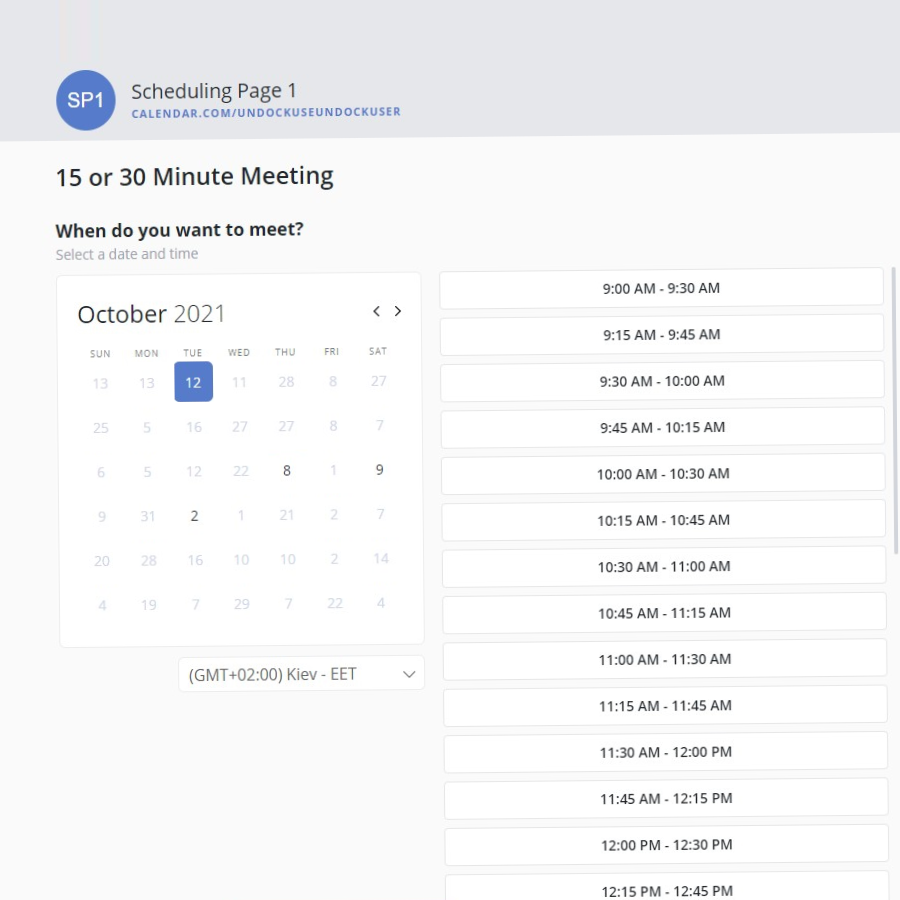 SP1
Scheduling Page 1
CALENDAR.COM/UNDOCKUSEUNDOCKUSER
15 or 30 Minute Meeting
When do you want to meet?
Select a date and time
October 2021
SUN MON TUE WED THU FRI SAT
13 13 12 11 28 8 27
25 5 16 27 27 8 7
6 5 12 22 8 1 9
9 31 2 1 21 2 7
20 28 16 10 10 2 14
4 19 7 29 7 22 4
(GMT+02:00) Kiev - EET
9:00 AM - 9:30 AM
9:15 AM - 9:45 AM
9:30 AM - 10:00 AM
9:45 AM - 10:15 AM
10:00 AM - 10:30 AM
10:15 AM - 10:45 AM
10:30 AM - 11:00 AM
10:45 AM - 11:15 AM
11:00 AM - 11:30 AM
11:15 AM - 11:45 AM
11:30 AM - 12:00 PM
11:45 AM - 12:15 PM
12:00 PM - 12:30 PM
12:15 PM - 12:45 PM